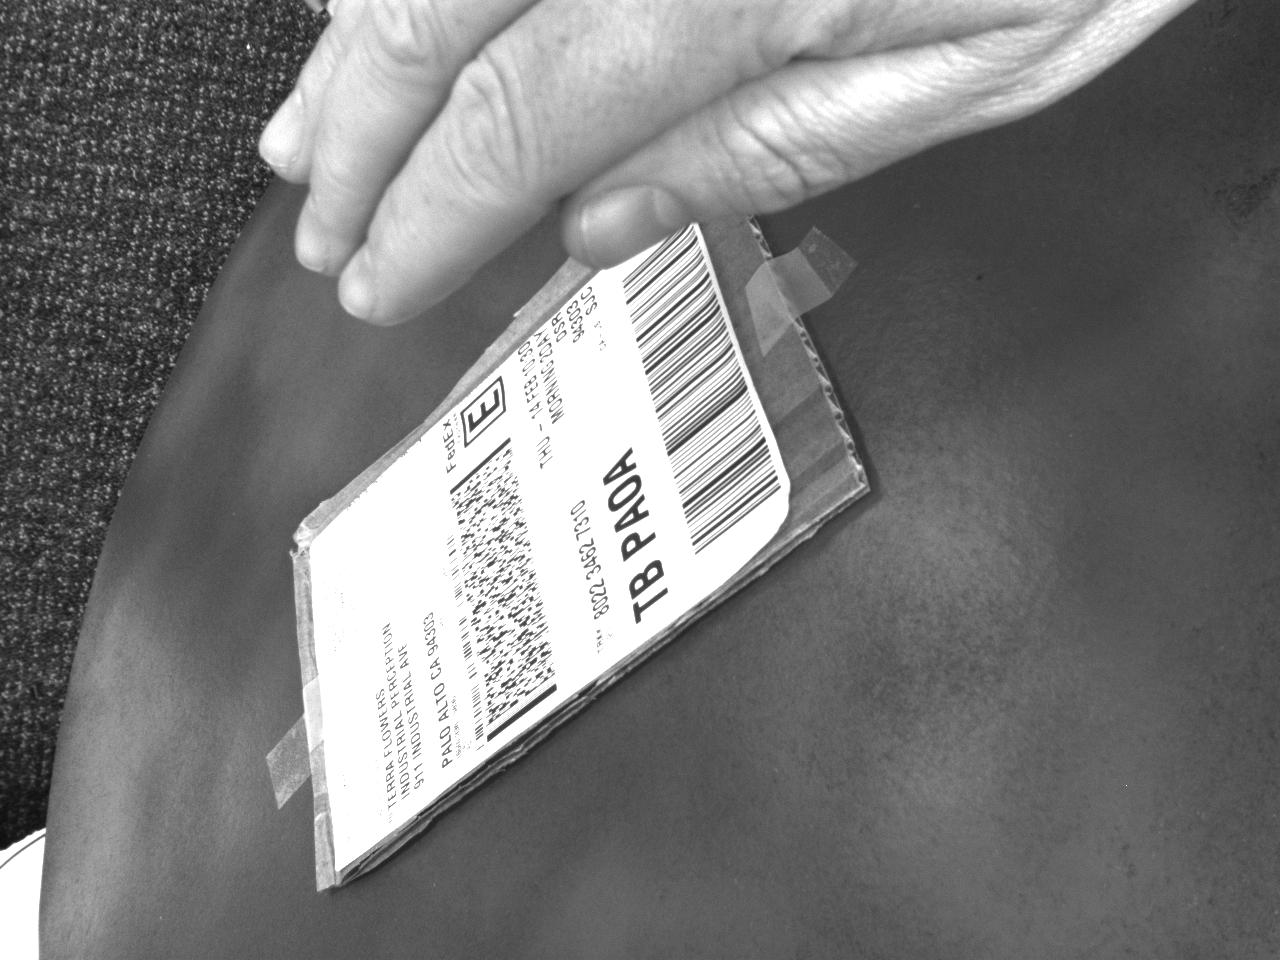 TERRA FLOWERS
INDUSTRIAL PERCEPTION
911 INDUSTRIAL AVE
PALO ALTO CA 94303
FedEx
E
THU - 14 FEB 10:30
MORNING 2DAY
DSR
94303
SJC
8022 3462 7310
TB PAOA